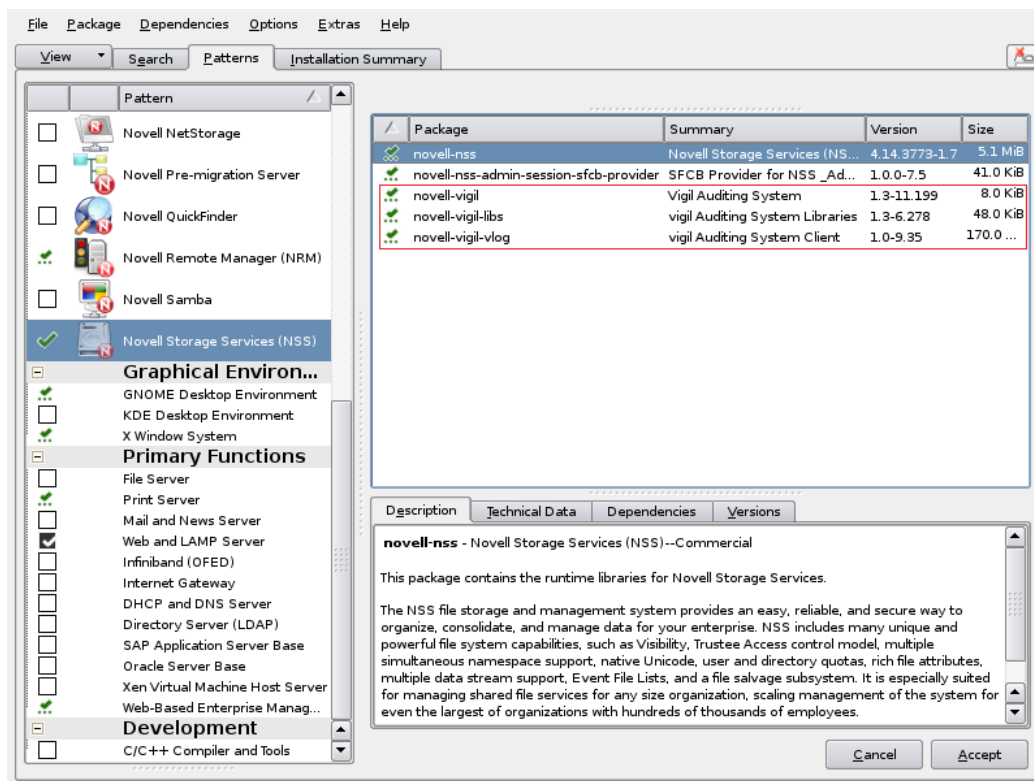 File Package Dependencies Options Extras Help
View Search Patterns Installation Summary
Pattern
Novell NetStorage
Novell Pre-migration Server
Novell QuickFinder
Novell Remote Manager (NRM)
Novell Samba
Novell Storage Services (NSS)
Graphical Environ...
GNOME Desktop Environment
KDE Desktop Environment
X Window System
Primary Functions
File Server
Print Server
Mail and News Server
Web and LAMP Server
Infiniband (OFED)
Internet Gateway
DHCP and DNS Server
Directory Server (LDAP)
SAP Application Server Base
Oracle Server Base
Xen Virtual Machine Host Server
Web-Based Enterprise Manag...
Development
C/C++ Compiler and Tools
Package Summary Version Size
novell-nss Novell Storage Services (NS... 4.14.3773-1.7 5.1 MiB
novell-nss-admin-session-sfcb-provider SFCB Provider for NSS _Ad... 1.0.0-7.5 41.0 KiB
novell-vigil Vigil Auditing System 1.3-11.199 8.0 KiB
novell-vigil-libs vigil Auditing System Libraries 1.3-6.278 48.0 KiB
novell-vigil-vlog vigil Auditing System Client 1.0-9.35 170.0 ...
Description Technical Data Dependencies Versions
novell-nss - Novell Storage Services (NSS)--Commercial
This package contains the runtime libraries for Novell Storage Services.
The NSS file storage and management system provides an easy, reliable, and secure way to
organize, consolidate, and manage data for your enterprise. NSS includes many unique and
powerful file system capabilities, such as Visibility, Trustee Access control model, multiple
simultaneous namespace support, native Unicode, user and directory quotas, rich file attributes,
multiple data stream support, Event File Lists, and a file salvage subsystem. It is especially suited
for managing shared file services for any size organization, scaling management of the system for
even the largest of organizations with hundreds of thousands of employees.
Cancel Accept